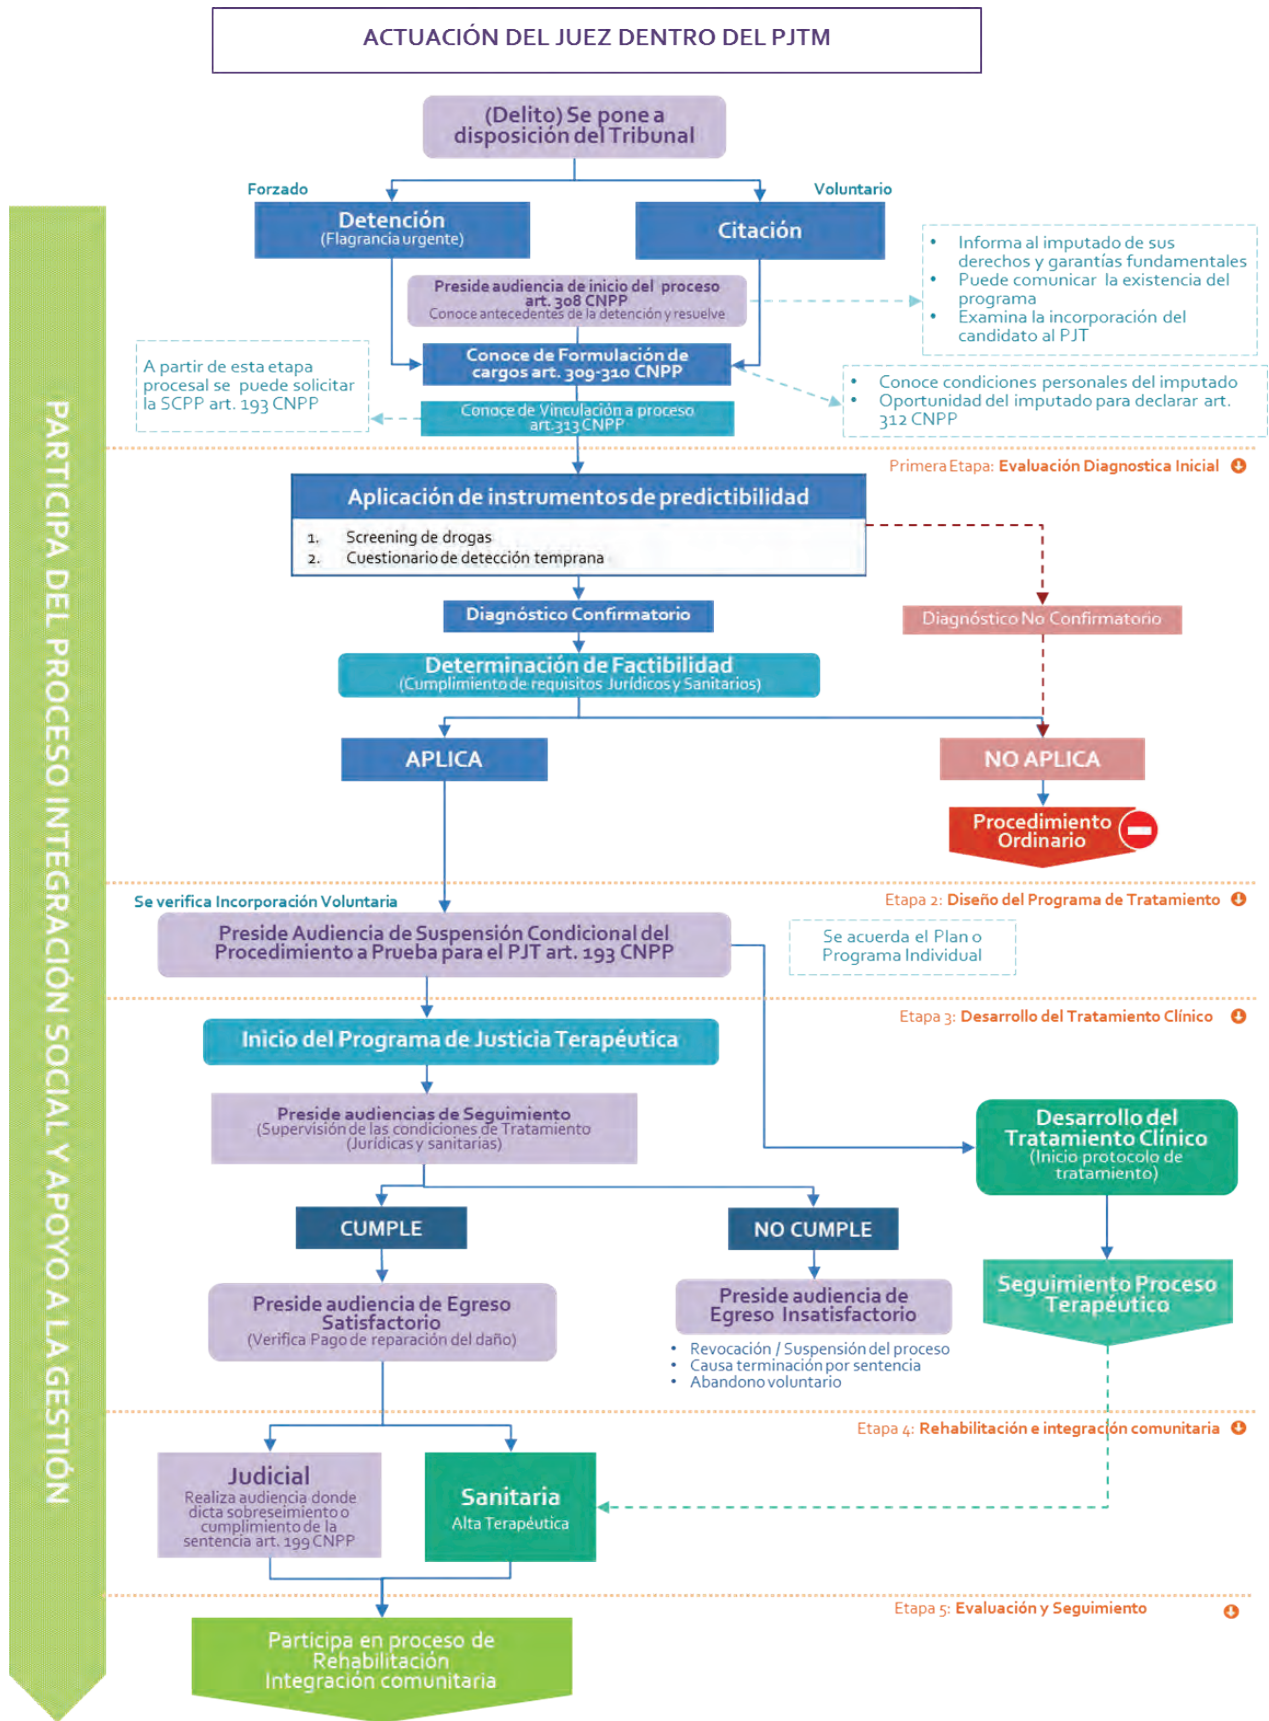 ACTUACIÓN DEL JUEZ DENTRO DEL PJTM
(Delito) Se pone a
disposición del Tribunal
Forzado
Voluntario
Detención
(Flagrancia urgente)
Citación
• Informa al imputado de sus
derechos y garantías fundamentales
• Puede comunicar la existencia del
programa
• Examina la incorporación del
candidato al PJT
Preside audiencia de inicio del proceso
art. 308 CNPP
Conoce antecedentes de la detención y resuelve
A partir de esta etapa
procesal se puede solicitar
la SCPP art. 193 CNPP
Conoce de Formulación de
cargos art. 309-310 CNPP
• Conoce condiciones personales del imputado
• Oportunidad del imputado para declarar art.
312 CNPP
Conoce de Vinculación a proceso
art.313 CNPP
PARTICIPA DEL PROCESO INTEGRACIÓN SOCIAL Y APOYO A LA GESTIÓN
Primera Etapa: Evaluación Diagnostica Inicial
Aplicación de instrumentos de predictibilidad
1. Screening de drogas
2. Cuestionario de detección temprana
Diagnóstico Confirmatorio
Diagnóstico No Confirmatorio
Determinación de Factibilidad
(Cumplimiento de requisitos Jurídicos y Sanitarios)
APLICA
NO APLICA
Procedimiento
Ordinario
Etapa 2: Diseño del Programa de Tratamiento
Se verifica Incorporación Voluntaria
Preside Audiencia de Suspensión Condicional del
Procedimiento a Prueba para el PJT art. 193 CNPP
Se acuerda el Plan o
Programa Individual
Etapa 3: Desarrollo del Tratamiento Clínico
Inicio del Programa de Justicia Terapéutica
Preside audiencias de Seguimiento
(Supervisión de las condiciones de Tratamiento
(Jurídicas y sanitarias)
Desarrollo del
Tratamiento Clínico
(Inicio protocolo de
tratamiento)
CUMPLE
NO CUMPLE
Preside audiencia de Egreso
Satisfactorio
(Verifica Pago de reparación del daño)
Preside audiencia de
Egreso Insatisfactorio
• Revocación / Suspensión del proceso
• Causa terminación por sentencia
• Abandono voluntario
Seguimiento Proceso
Terapéutico
Etapa 4: Rehabilitación e integración comunitaria
Judicial
Realiza audiencia donde
dicta sobreseimiento o
cumplimiento de la
sentencia art. 199 CNPP
Sanitaria
Alta Terapéutica
Etapa 5: Evaluación y Seguimiento
Participa en proceso de
Rehabilitación
Integración comunitaria